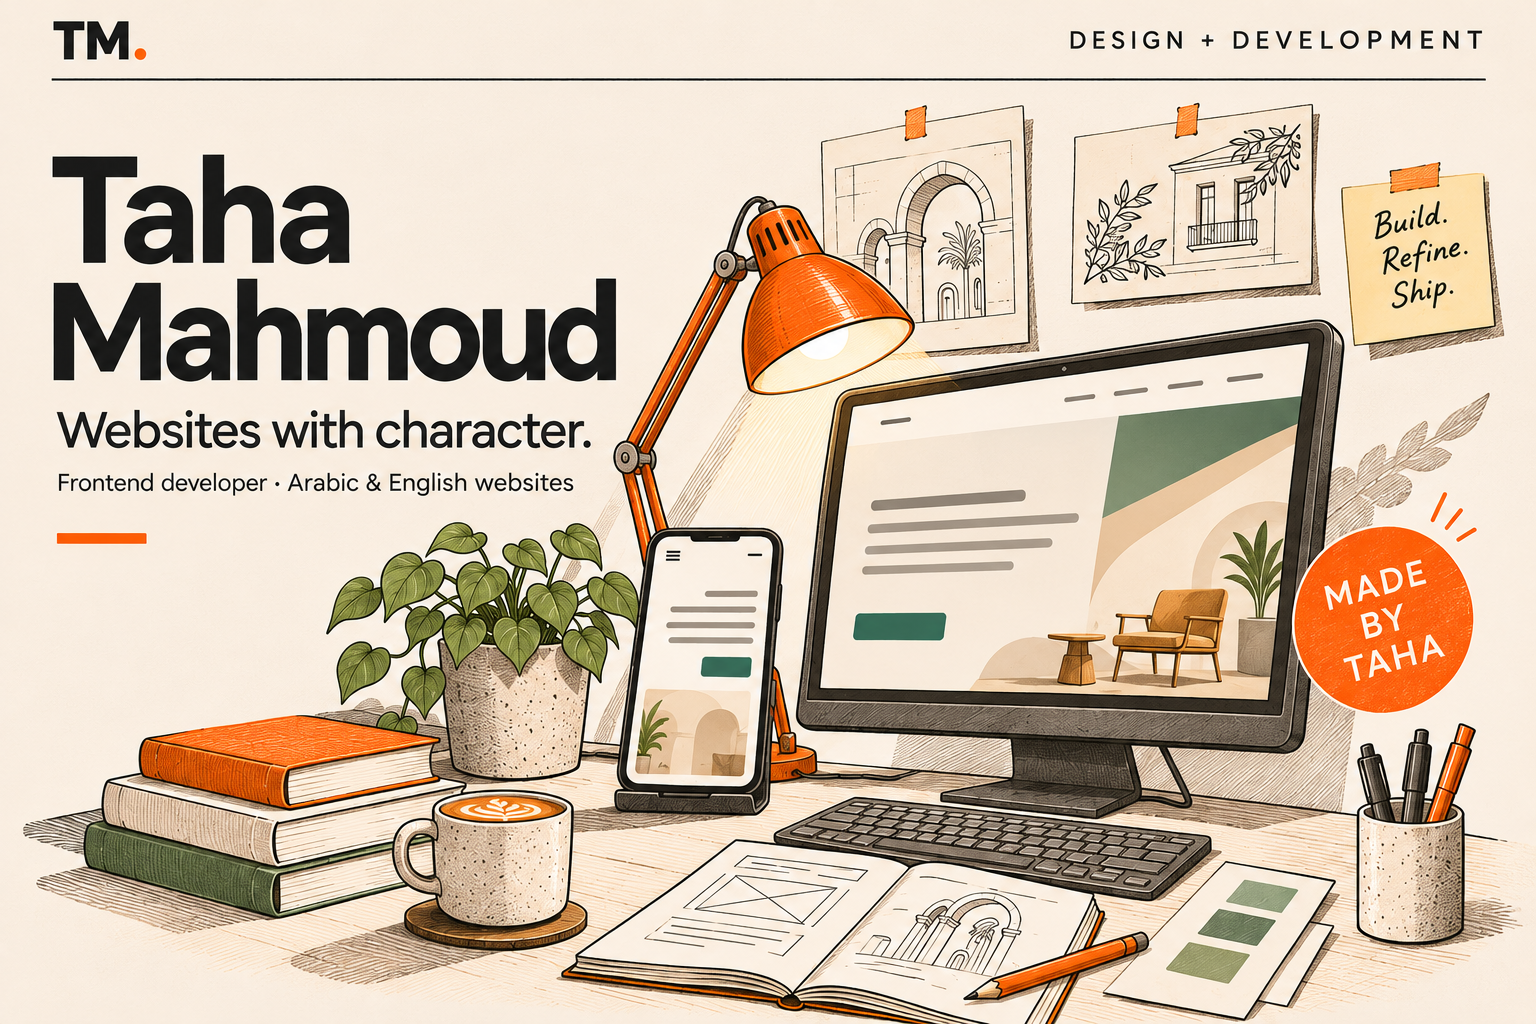 TM.
DESIGN + DEVELOPMENT
Taha
Mahmoud
Websites with character.
Frontend developer · Arabic & English websites
Build.
Refine.
Ship.
MADE
BY
TAHA